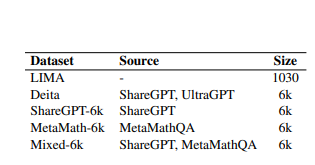 Dataset Source Size
LIMA - 1030
Deita ShareGPT, UltraGPT 6k
ShareGPT-6k ShareGPT 6k
MetaMath-6k MetaMathQA 6k
Mixed-6k ShareGPT, MetaMathQA 6k